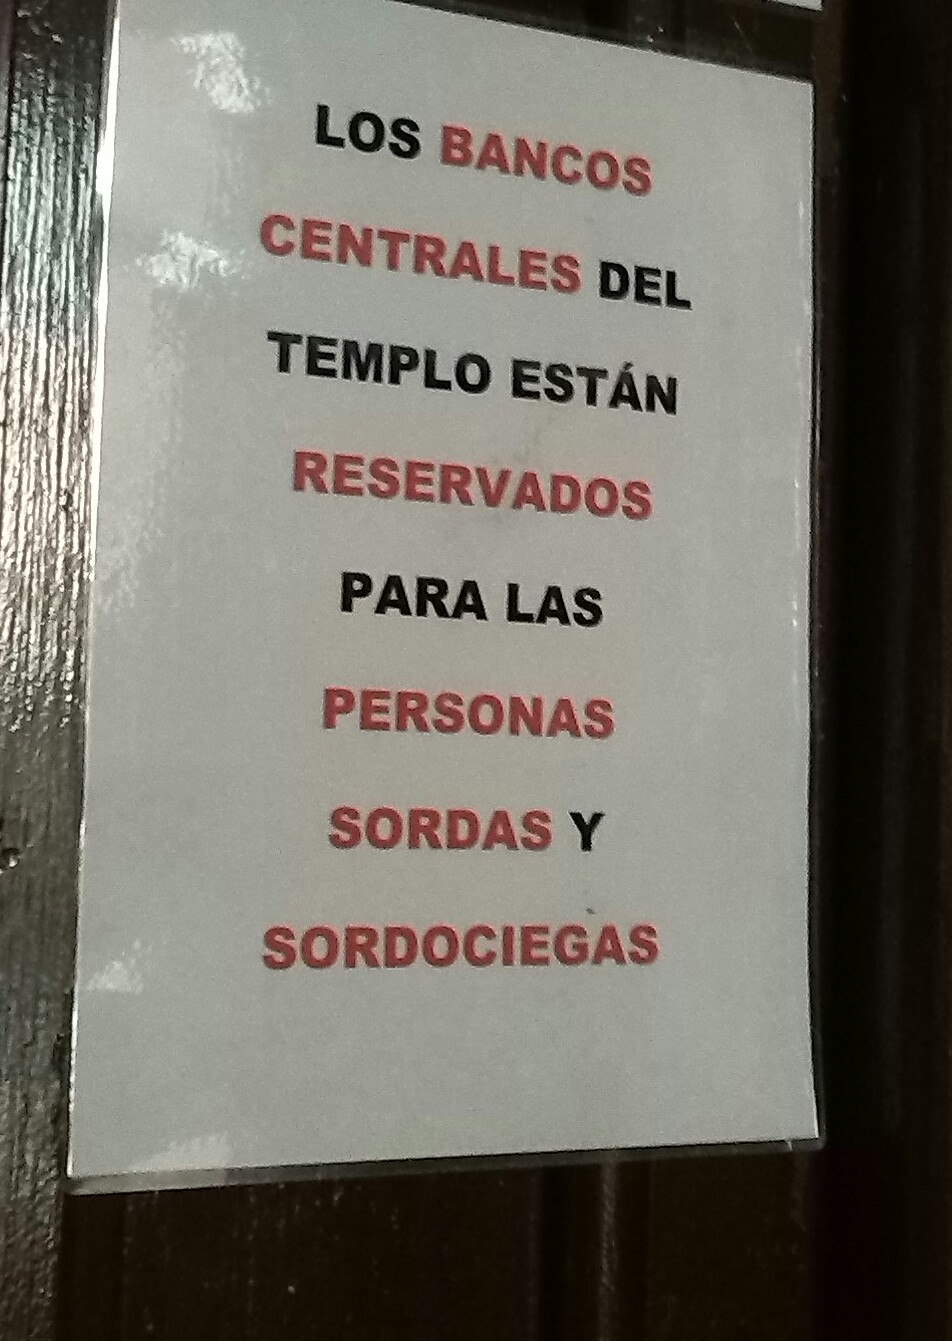 LOS BANCOS
CENTRALES DEL
TEMPLO ESTÁN
RESERVADOS
PARA LAS
PERSONAS
SORDAS Y
SORDOCIEGAS